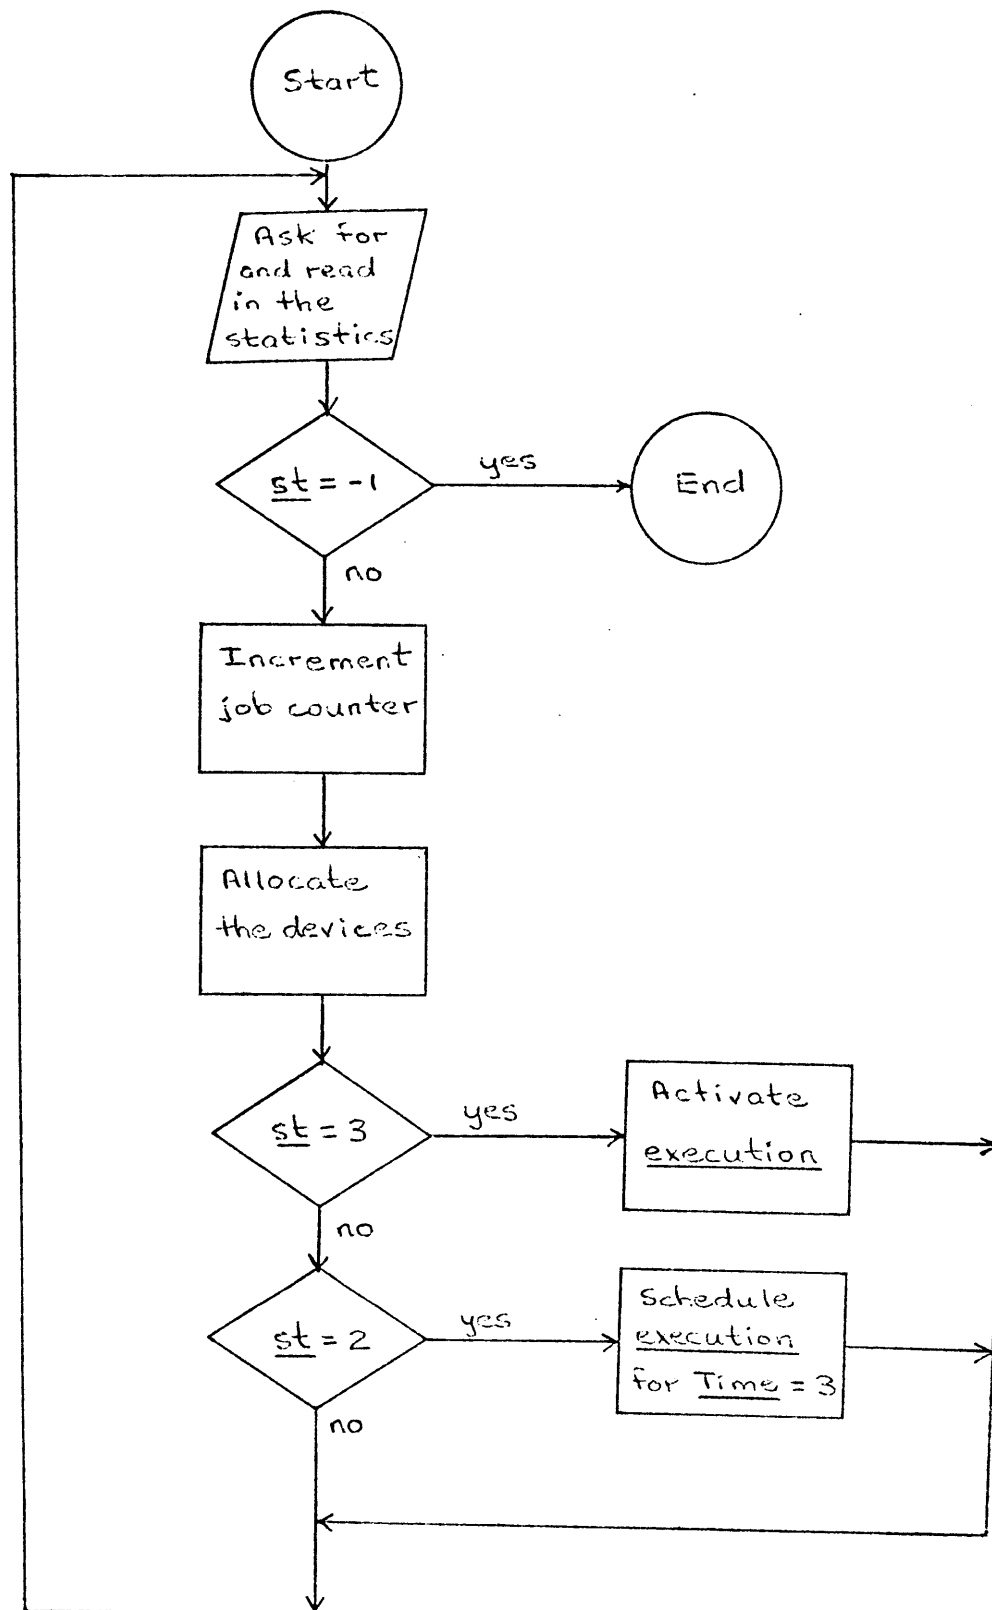 Start
Ask for
and read
in the
statistics
st = -1
yes
End
no
Increment
job counter
Allocate
the devices
st = 3
yes
Activate
execution
no
st = 2
yes
Schedule
execution
for Time = 3
no